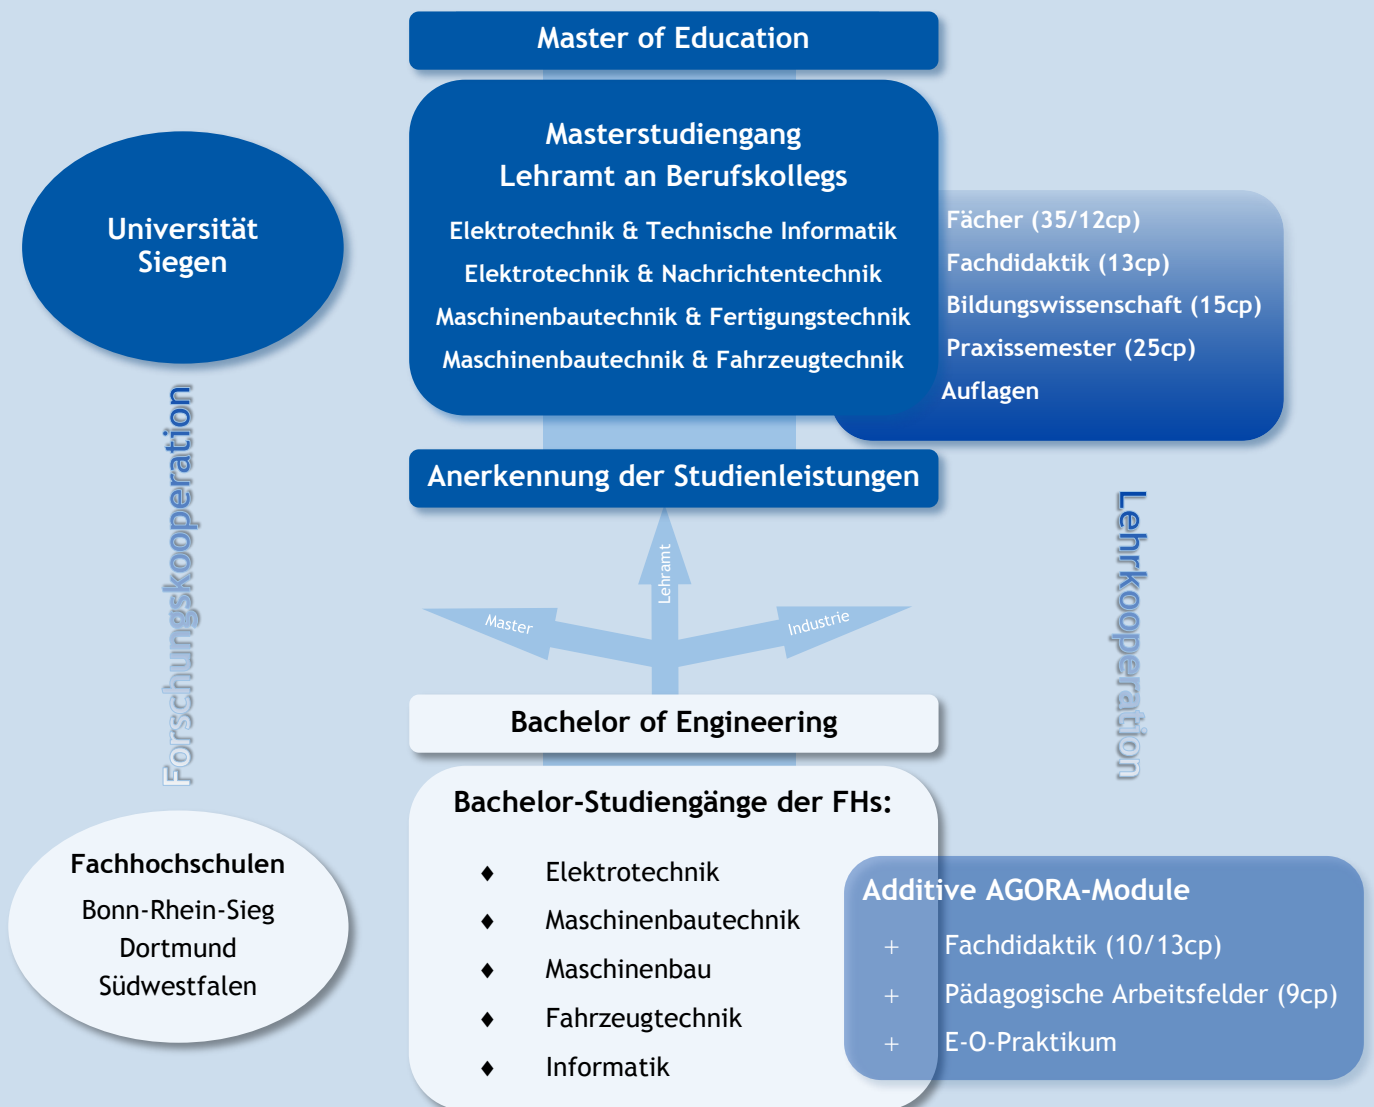 Master of Education
Masterstudiengang
Lehramt an Berufskollegs
Elektrotechnik & Technische Informatik
Elektrotechnik & Nachrichtentechnik
Maschinenbautechnik & Fertigungstechnik
Maschinenbautechnik & Fahrzeugtechnik
Universität
Siegen
Fächer (35/12cp)
Fachdidaktik (13cp)
Bildungswissenschaft (15cp)
Praxissemester (25cp)
Auflagen
Forschungskooperation
Anerkennung der Studienleistungen
Lehrkooperation
Lehramt
Master
Industrie
Bachelor of Engineering
Bachelor-Studiengänge der FHs:
♦ Elektrotechnik
♦ Maschinenbautechnik
♦ Maschinenbau
♦ Fahrzeugtechnik
♦ Informatik
Fachhochschulen
Bonn-Rhein-Sieg
Dortmund
Südwestfalen
Additive AGORA-Module
+ Fachdidaktik (10/13cp)
+ Pädagogische Arbeitsfelder (9cp)
+ E-O-Praktikum